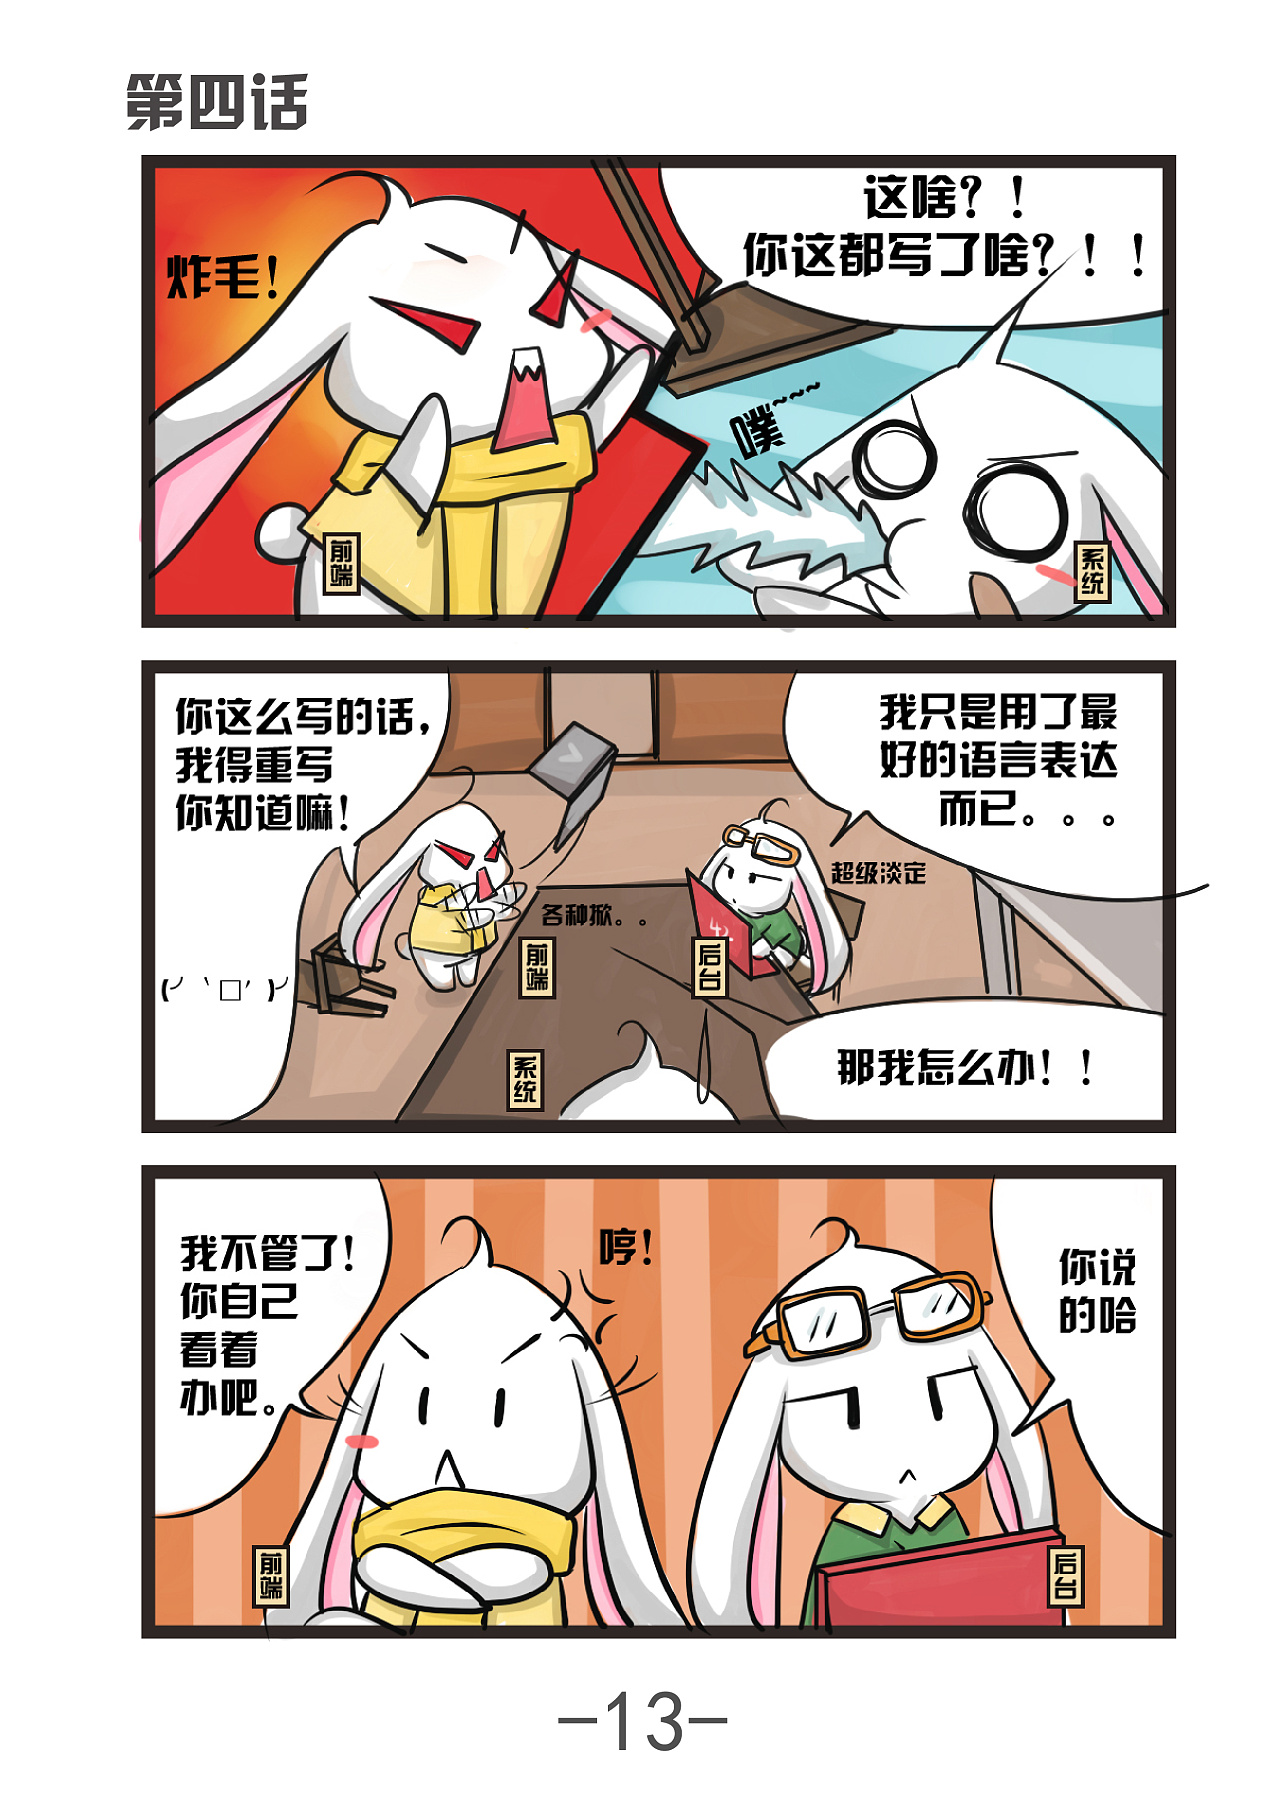 第四话
炸毛！
这啥？！
你这都写了啥？！！
噗~~~
前端
系统
你这么写的话，
我得重写
你知道嘛！
我只是用了最
好的语言表达
而已。。。
超级淡定
各种掀。。
前端
后台
42
(╯‵□′)╯
系统
那我怎么办！！
我不管了！
你自己
看着
办吧。
哼！
你说
的哈
前端
后台
-13-